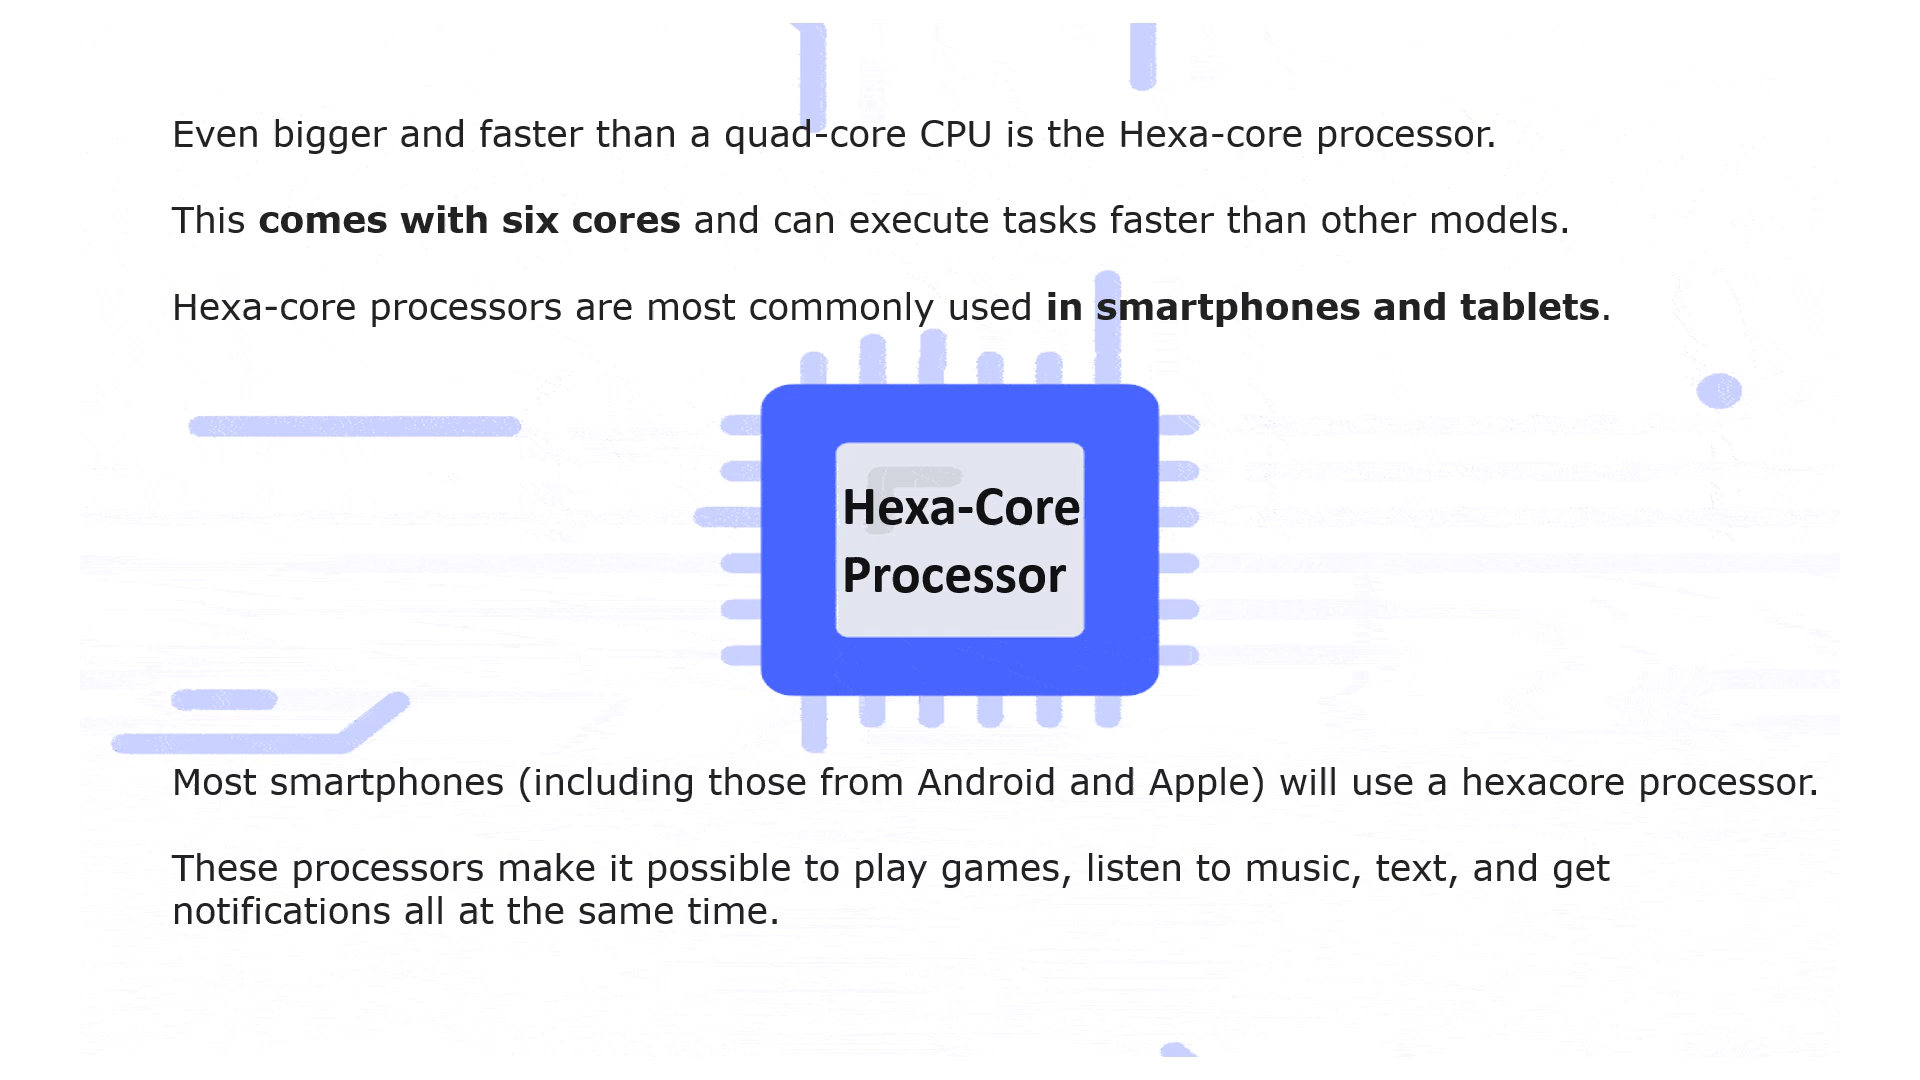 Even bigger and faster than a quad-core CPU is the Hexa-core processor.
This comes with six cores and can execute tasks faster than other models.
Hexa-core processors are most commonly used in smartphones and tablets.
Hexa-Core
Processor
Most smartphones (including those from Android and Apple) will use a hexacore processor.
These processors make it possible to play games, listen to music, text, and get
notifications all at the same time.